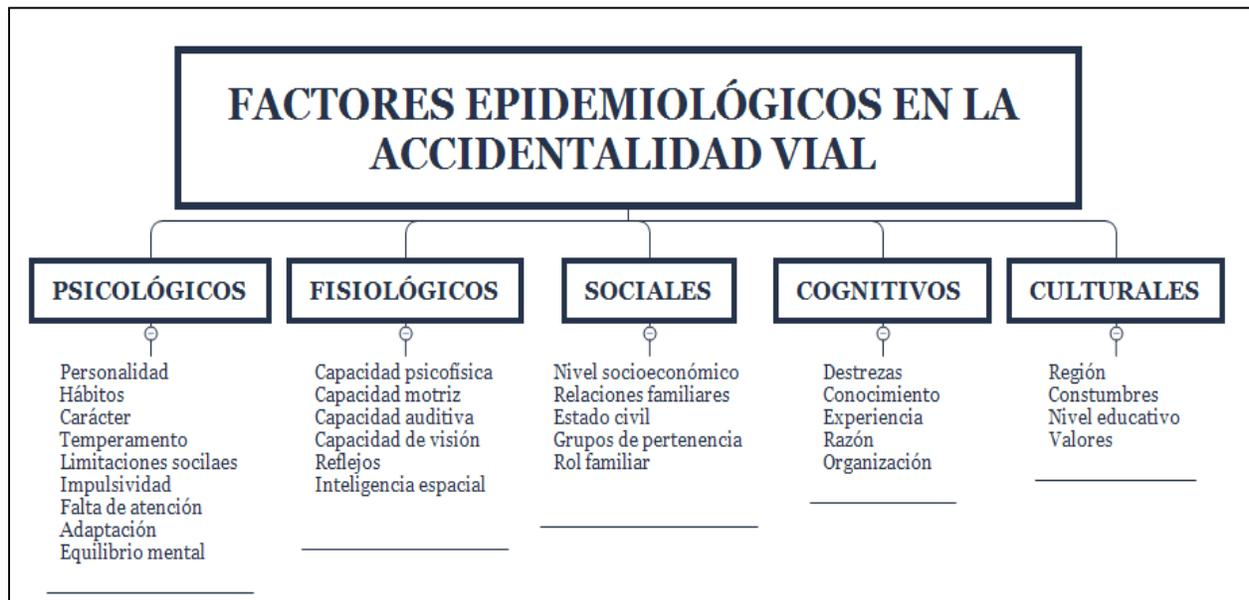 FACTORES EPIDEMIOLÓGICOS EN LA
ACCIDENTALIDAD VIAL
PSICOLÓGICOS
Personalidad
Hábitos
Carácter
Temperamento
Limitaciones socilaes
Impulsividad
Falta de atención
Adaptación
Equilibrio mental
FISIOLÓGICOS
Capacidad psicofísica
Capacidad motriz
Capacidad auditiva
Capacidad de visión
Reflejos
Inteligencia espacial
SOCIALES
Nivel socioeconómico
Relaciones familiares
Estado civil
Grupos de pertenencia
Rol familiar
COGNITIVOS
Destrezas
Conocimiento
Experiencia
Razón
Organización
CULTURALES
Región
Constumbres
Nivel educativo
Valores